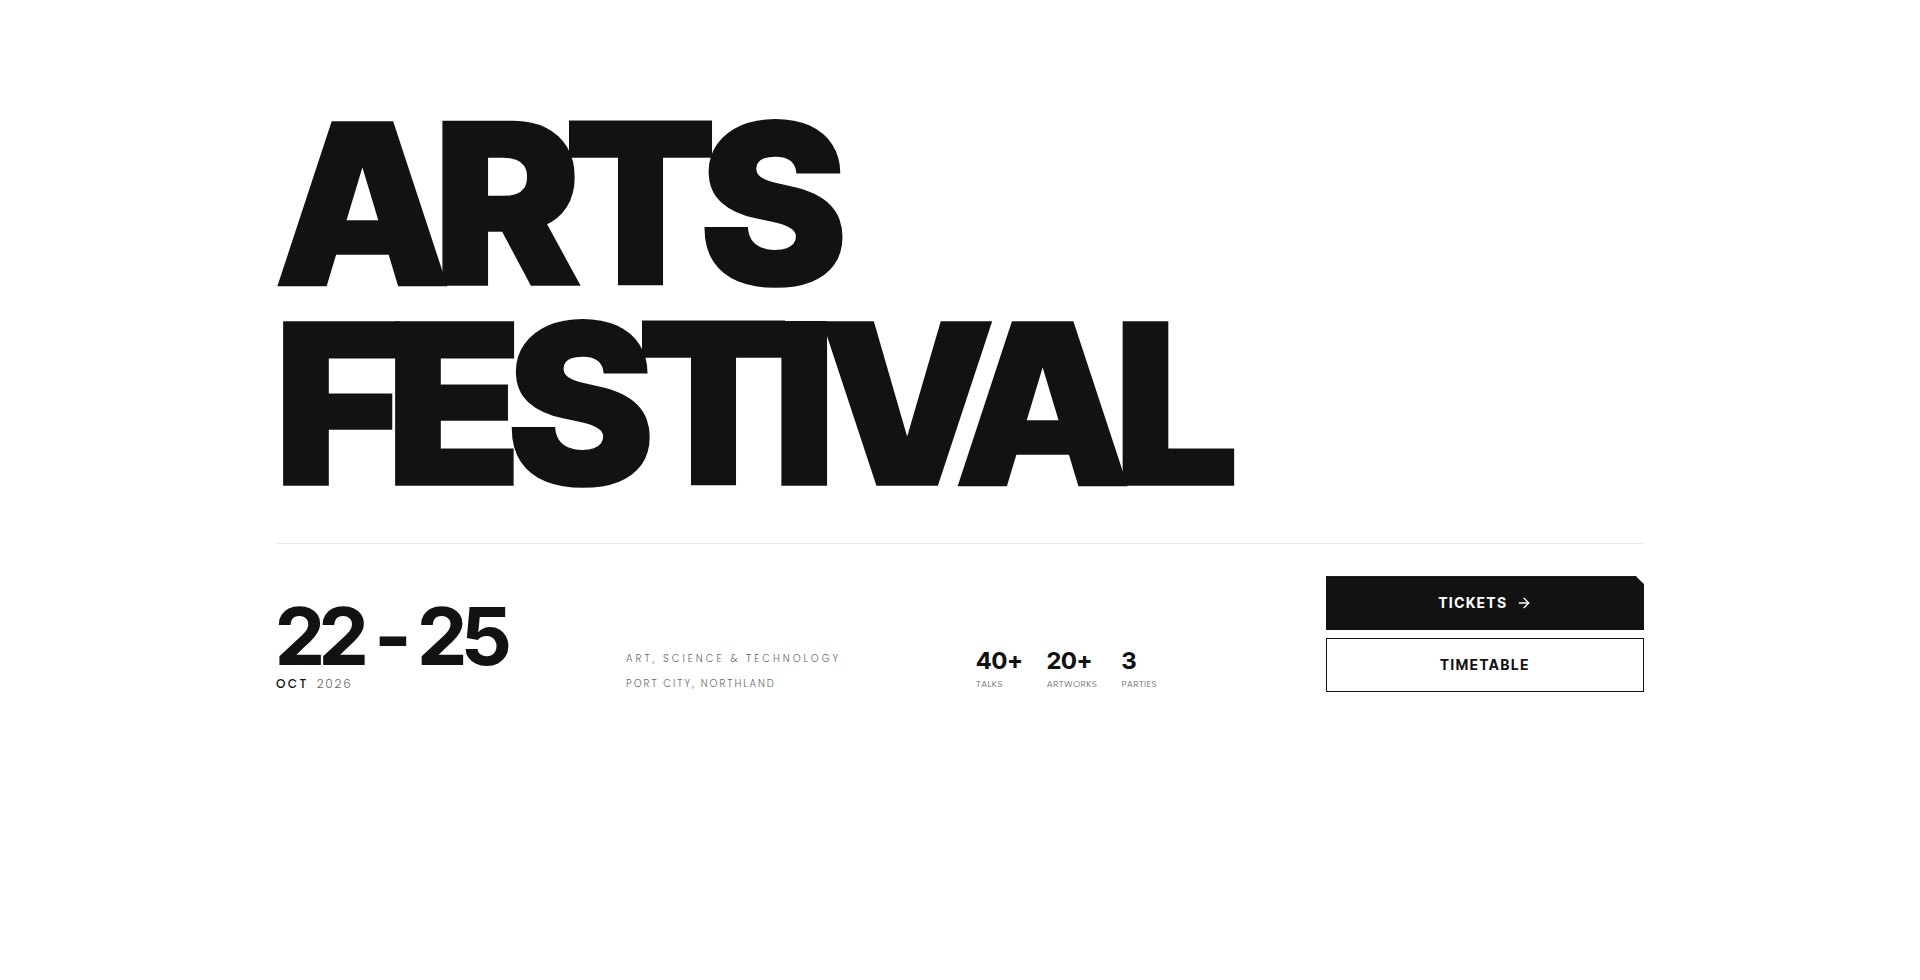 ARTS
FESTIVAL
22 - 25
OCT 2026
ART, SCIENCE & TECHNOLOGY
PORT CITY, NORTHLAND
40+
TALKS
20+
ARTWORKS
3
PARTIES
TICKETS →
TIMETABLE